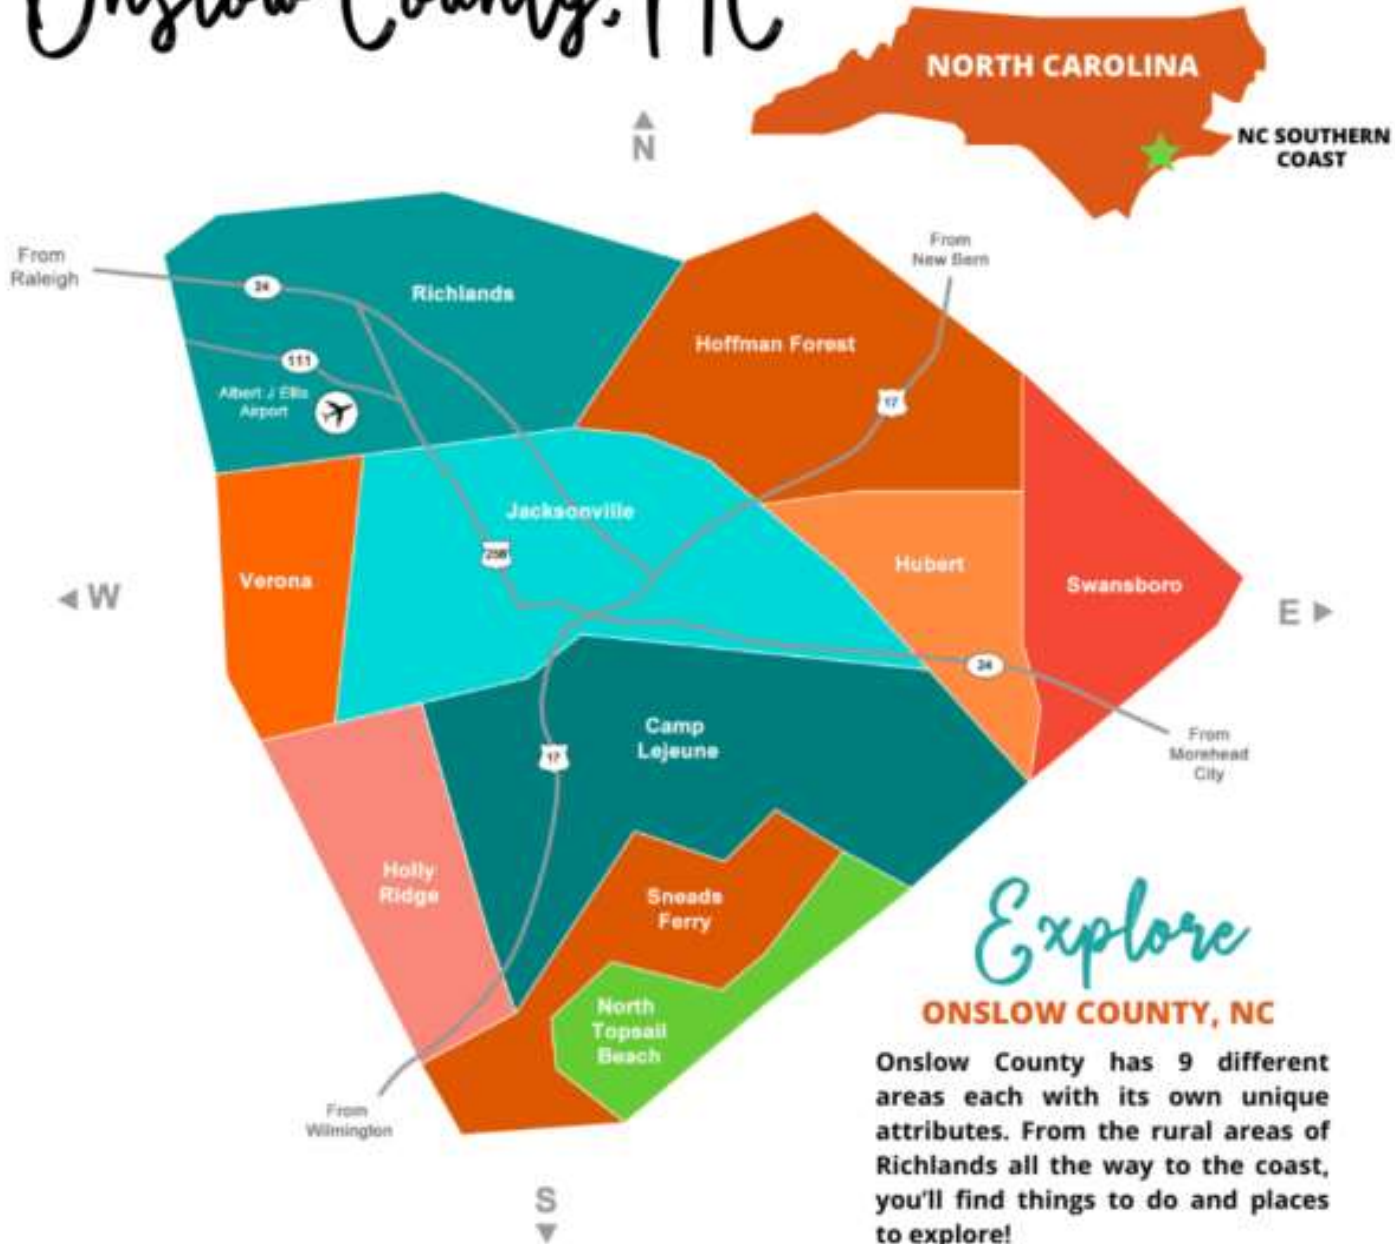 Onslow County, NC
NORTH CAROLINA
NC SOUTHERN
COAST
N
From
Raleigh
24
Richlands
From
New Bern
Hoffman Forest
111
Albert J Ellis
Airport
17
Jacksonville
258
Verona
Hubert
Swansboro
W
E
24
Camp
Lejeune
From
Morehead
City
17
Holly
Ridge
Sneads
Ferry
North
Topsail
Beach
From
Wilmington
S
Explore
ONSLOW COUNTY, NC
Onslow County has 9 different
areas each with its own unique
attributes. From the rural areas of
Richlands all the way to the coast,
you'll find things to do and places
to explore!